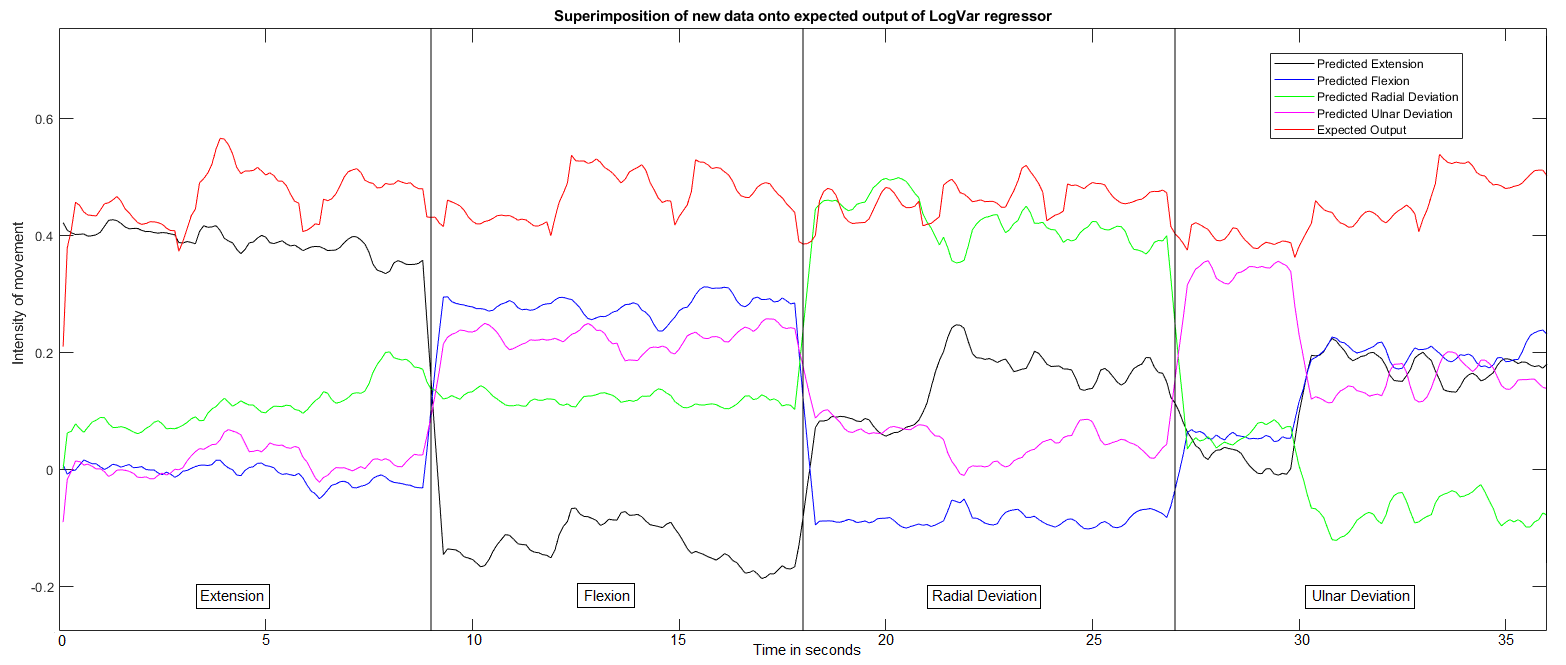 Superimposition of new data onto expected output of LogVar regressor
Predicted Extension
Predicted Flexion
Predicted Radial Deviation
Predicted Ulnar Deviation
Expected Output
Intensity of movement
0.6
0.4
0.2
0
-0.2
Extension
Flexion
Radial Deviation
Ulnar Deviation
0 5 10 15 20 25 30 35
Time in seconds